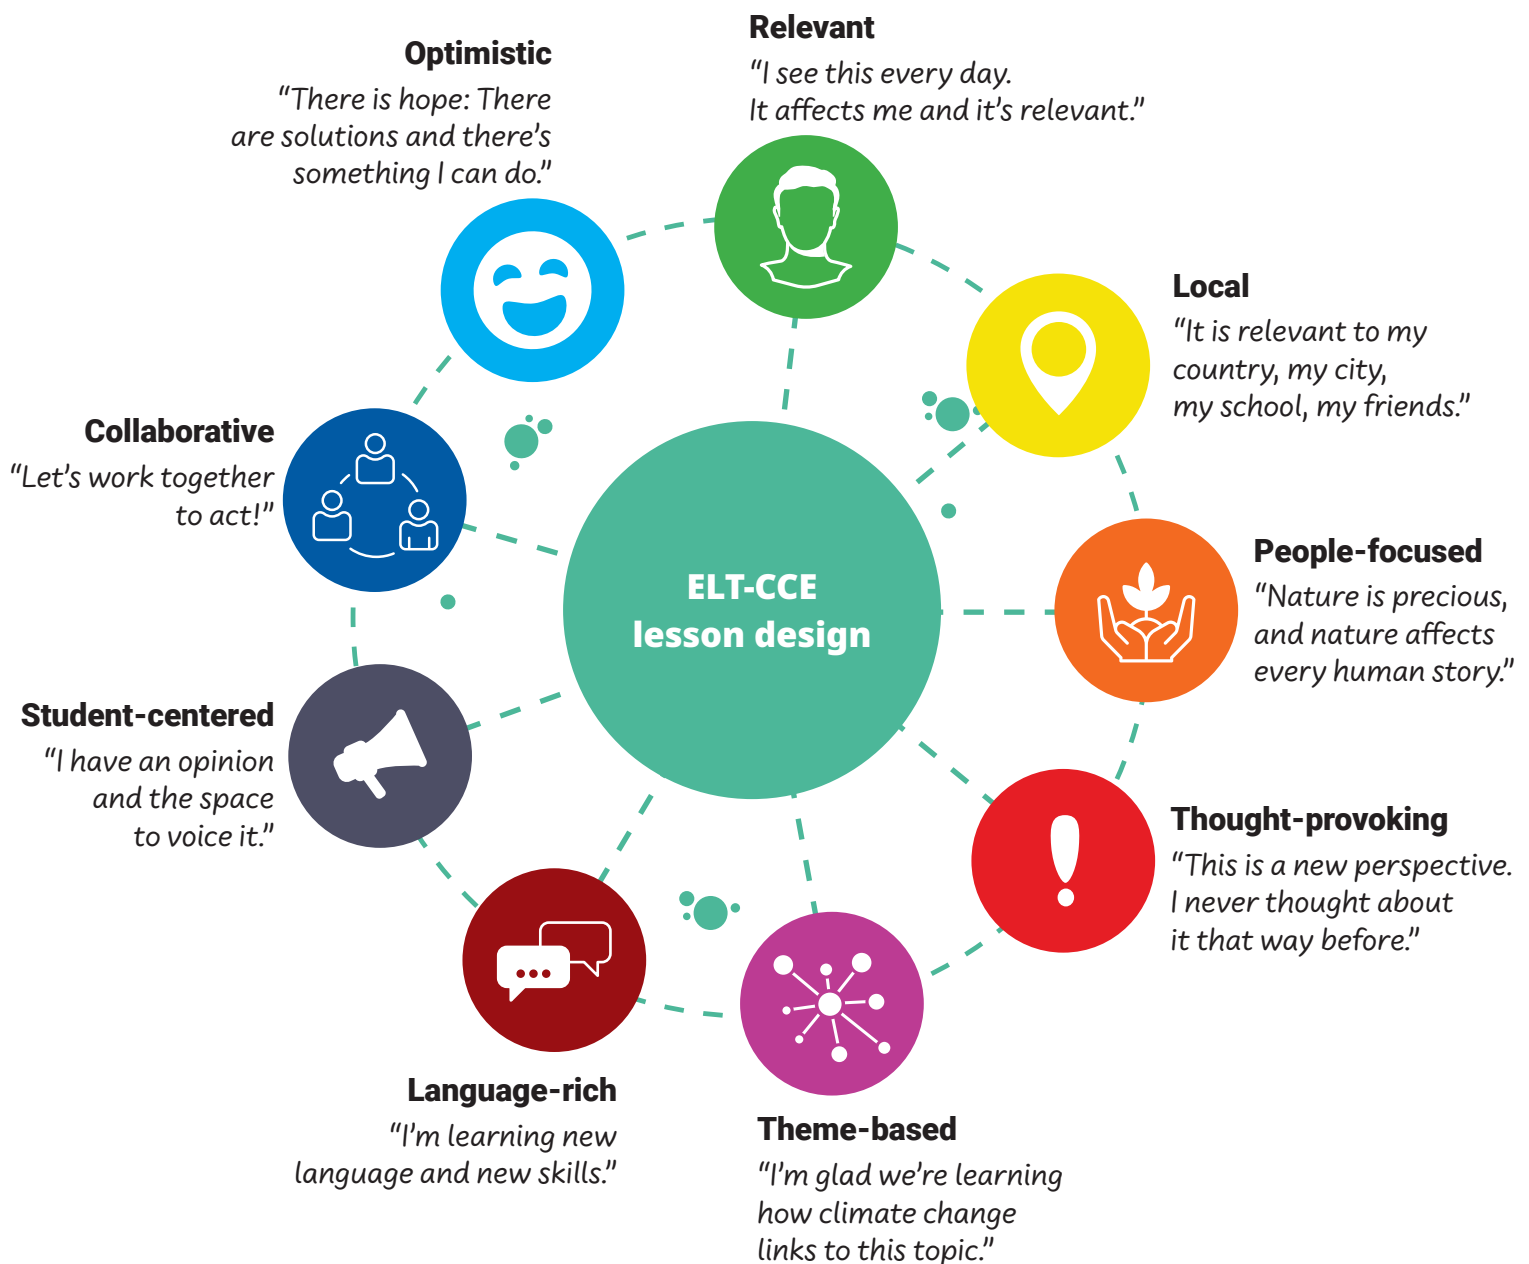 Relevant
“I see this every day.
It affects me and it’s relevant.”
Local
“It is relevant to my
country, my city,
my school, my friends.”
People-focused
“Nature is precious,
and nature affects
every human story.”
Thought-provoking
“This is a new perspective.
I never thought about
it that way before.”
Theme-based
“I’m glad we’re learning
how climate change
links to this topic.”
Language-rich
“I’m learning new
language and new skills.”
Student-centered
“I have an opinion
and the space
to voice it.”
Collaborative
“Let’s work together
to act!”
Optimistic
“There is hope: There
are solutions and there’s
something I can do.”
ELT-CCE
lesson design